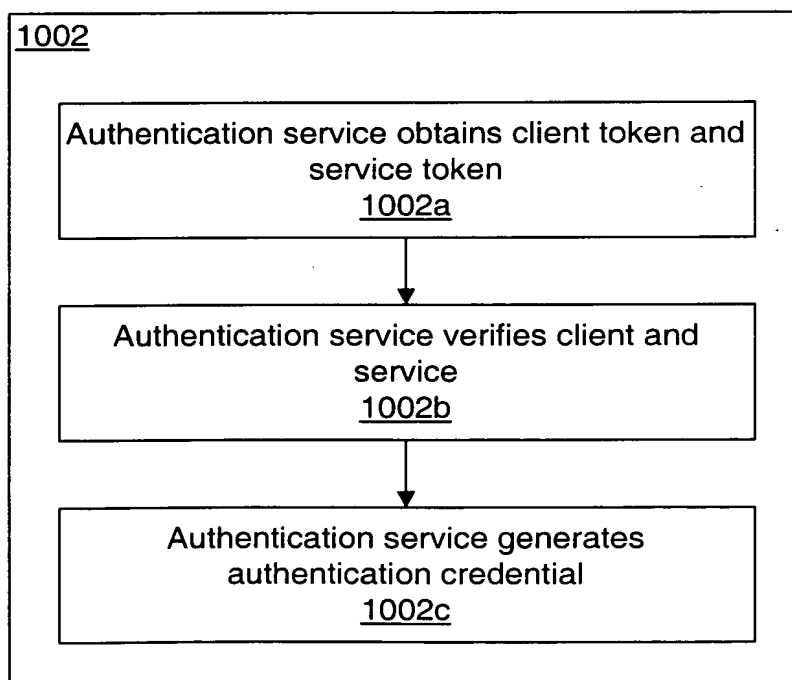 1002
Authentication service obtains client token and
service token
1002a
Authentication service verifies client and
service
1002b
Authentication service generates
authentication credential
1002c